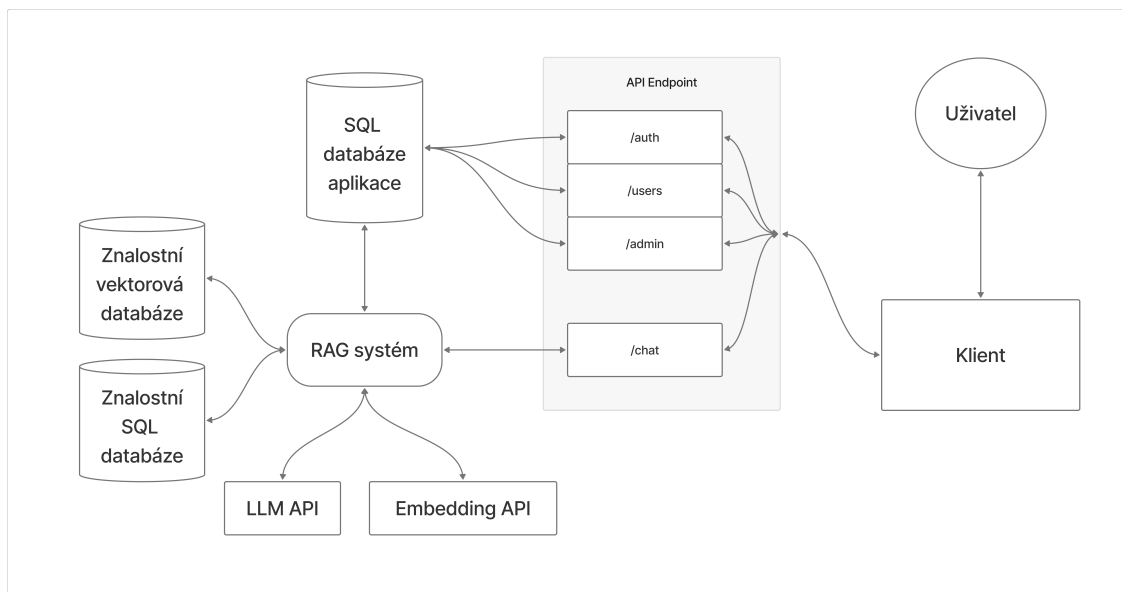 API Endpoint
SQL
databáze
aplikace
/auth
/users
/admin
/chat
Uživatel
Klient
Znalostní
vektorová
databáze
RAG systém
Znalostní
SQL
databáze
LLM API
Embedding API